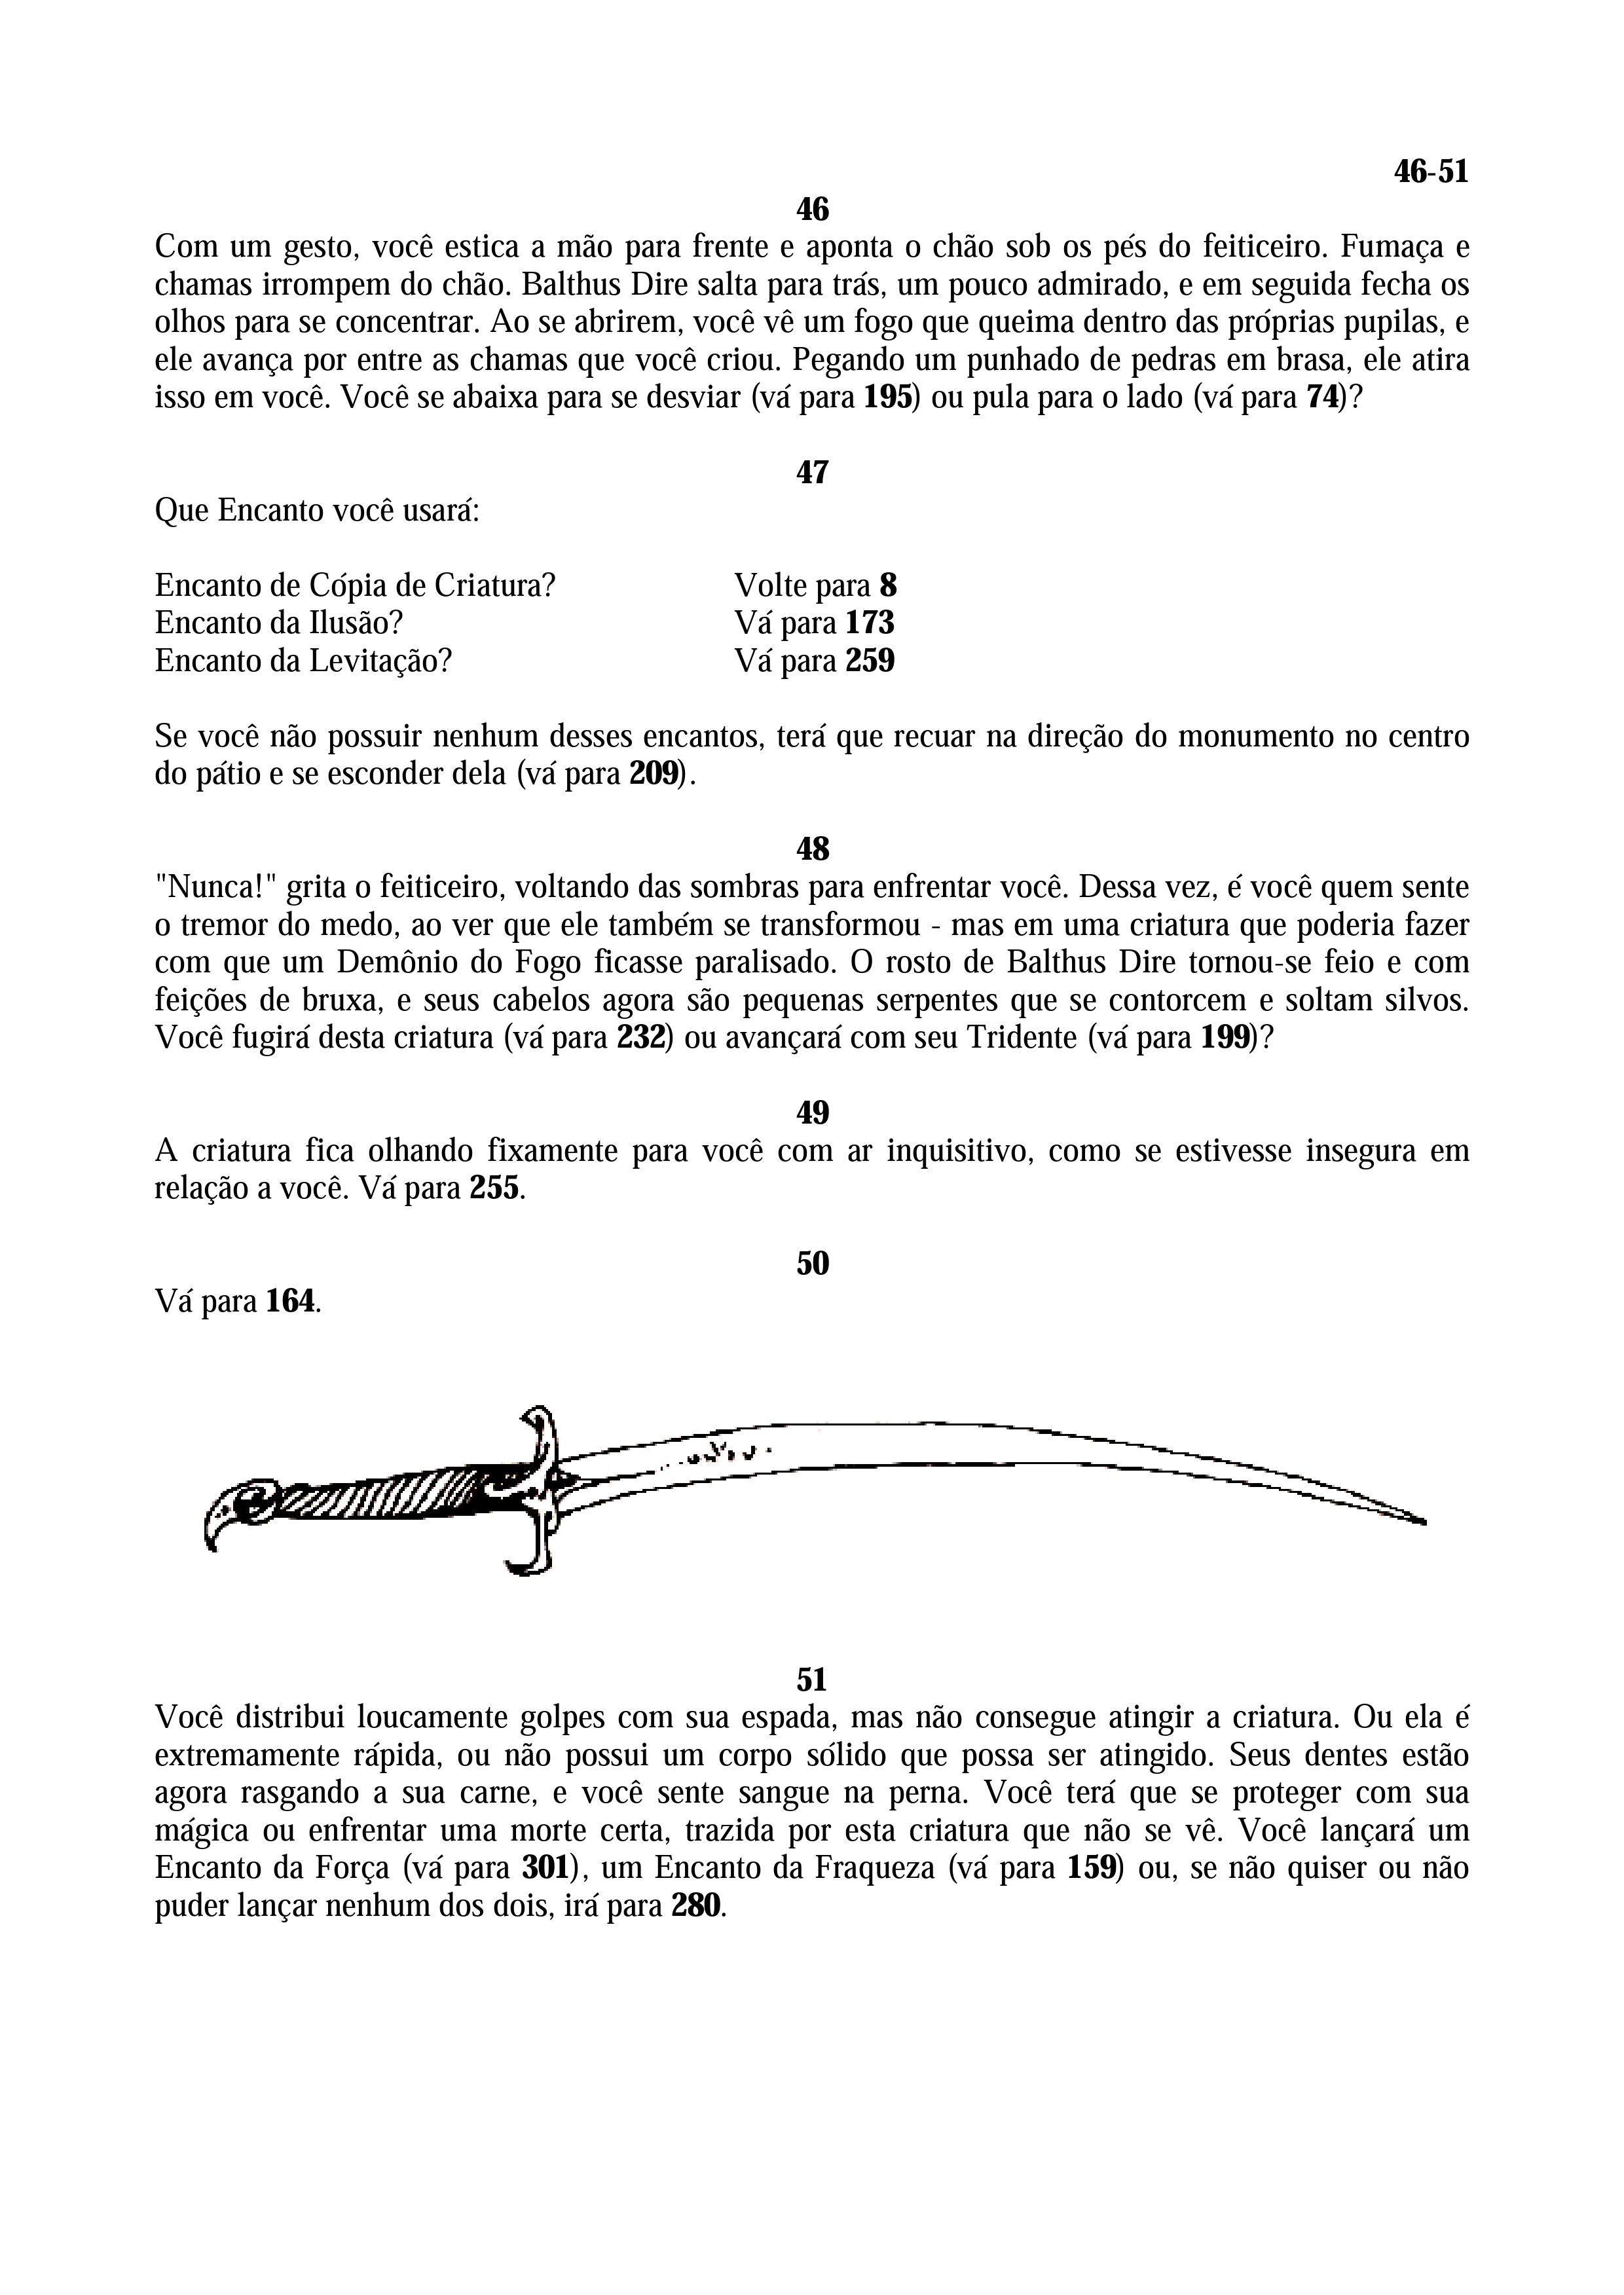 46-51
46
Com um gesto, você estica a mão para frente e aponta o chão sob os pés do feiticeiro. Fumaça e
chamas irrompem do chão. Balthus Dire salta para trás, um pouco admirado, e em seguida fecha os
olhos para se concentrar. Ao se abrirem, você vê um fogo que queima dentro das próprias pupilas, e
ele avança por entre as chamas que você criou. Pegando um punhado de pedras em brasa, ele atira
isso em você. Você se abaixa para se desviar (vá para 195) ou pula para o lado (vá para 74)?
47
Que Encanto você usará:
Encanto de Cópia de Criatura? Volte para 8
Encanto da Ilusão? Vá para 173
Encanto da Levitação? Vá para 259
Se você não possuir nenhum desses encantos, terá que recuar na direção do monumento no centro
do pátio e se esconder dela (vá para 209).
48
"Nunca!" grita o feiticeiro, voltando das sombras para enfrentar você. Dessa vez, é você quem sente
o tremor do medo, ao ver que ele também se transformou - mas em uma criatura que poderia fazer
com que um Demônio do Fogo ficasse paralisado. O rosto de Balthus Dire tornou-se feio e com
feições de bruxa, e seus cabelos agora são pequenas serpentes que se contorcem e soltam silvos.
Você fugirá desta criatura (vá para 232) ou avançará com seu Tridente (vá para 199)?
49
A criatura fica olhando fixamente para você com ar inquisitivo, como se estivesse insegura em
relação a você. Vá para 255.
50
Vá para 164.
51
Você distribui loucamente golpes com sua espada, mas não consegue atingir a criatura. Ou ela é
extremamente rápida, ou não possui um corpo sólido que possa ser atingido. Seus dentes estão
agora rasgando a sua carne, e você sente sangue na perna. Você terá que se proteger com sua
mágica ou enfrentar uma morte certa, trazida por esta criatura que não se vê. Você lançará um
Encanto da Força (vá para 301), um Encanto da Fraqueza (vá para 159) ou, se não quiser ou não
puder lançar nenhum dos dois, irá para 280.